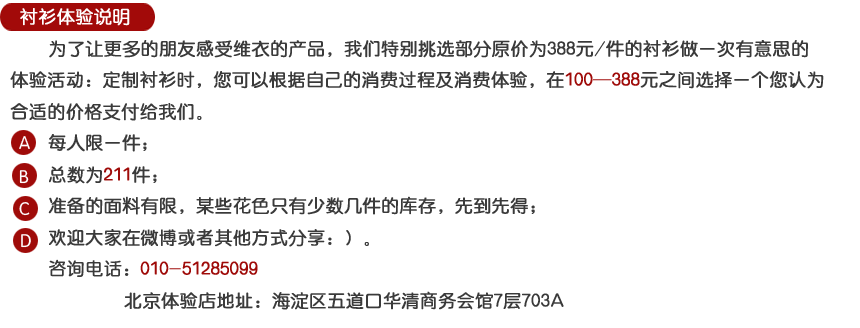 衬衫体验说明
为了让更多的朋友感受维衣的产品，我们特别挑选部分原价为388元/件的衬衫做一次有意思的
体验活动：定制衬衫时，您可以根据自己的消费过程及消费体验，在100—388元之间选择一个您认为
合适的价格支付给我们。
A 每人限一件；
B 总数为211件；
C 准备的面料有限，某些花色只有少数几件的库存，先到先得；
D 欢迎大家在微博或者其他方式分享：）。
咨询电话：010-51285099
北京体验店地址：海淀区五道口华清商务会馆7层703A